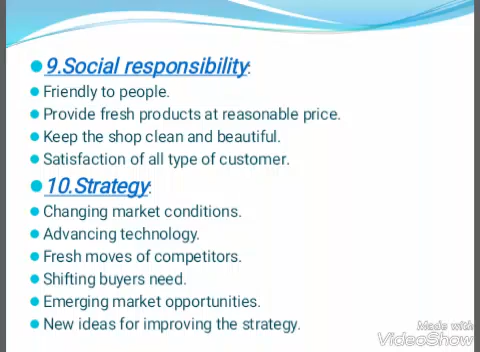 9.Social responsibility:
Friendly to people.
Provide fresh products at reasonable price.
Keep the shop clean and beautiful.
Satisfaction of all type of customer.
10.Strategy:
Changing market conditions.
Advancing technology.
Fresh moves of competitors.
Shifting buyers need.
Emerging market opportunities.
New ideas for improving the strategy.
Made with
VideoShow